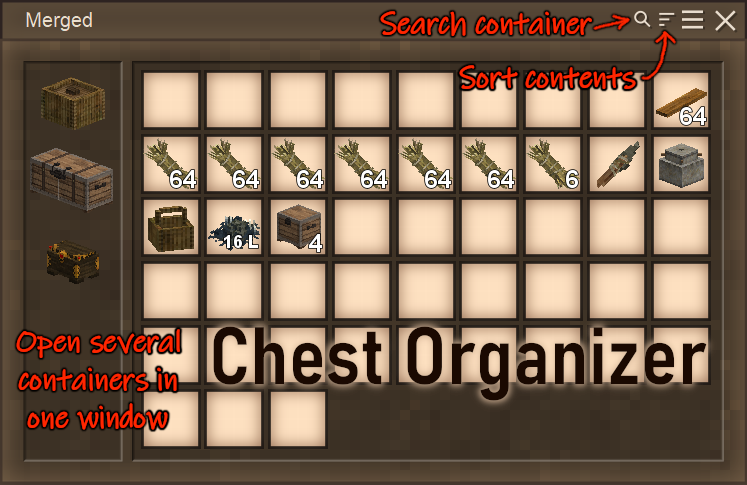 Merged
Search container
Sort contents
64
64 64 64 64 64 64 6
16 L 4
Open several
containers in
one window
Chest Organizer